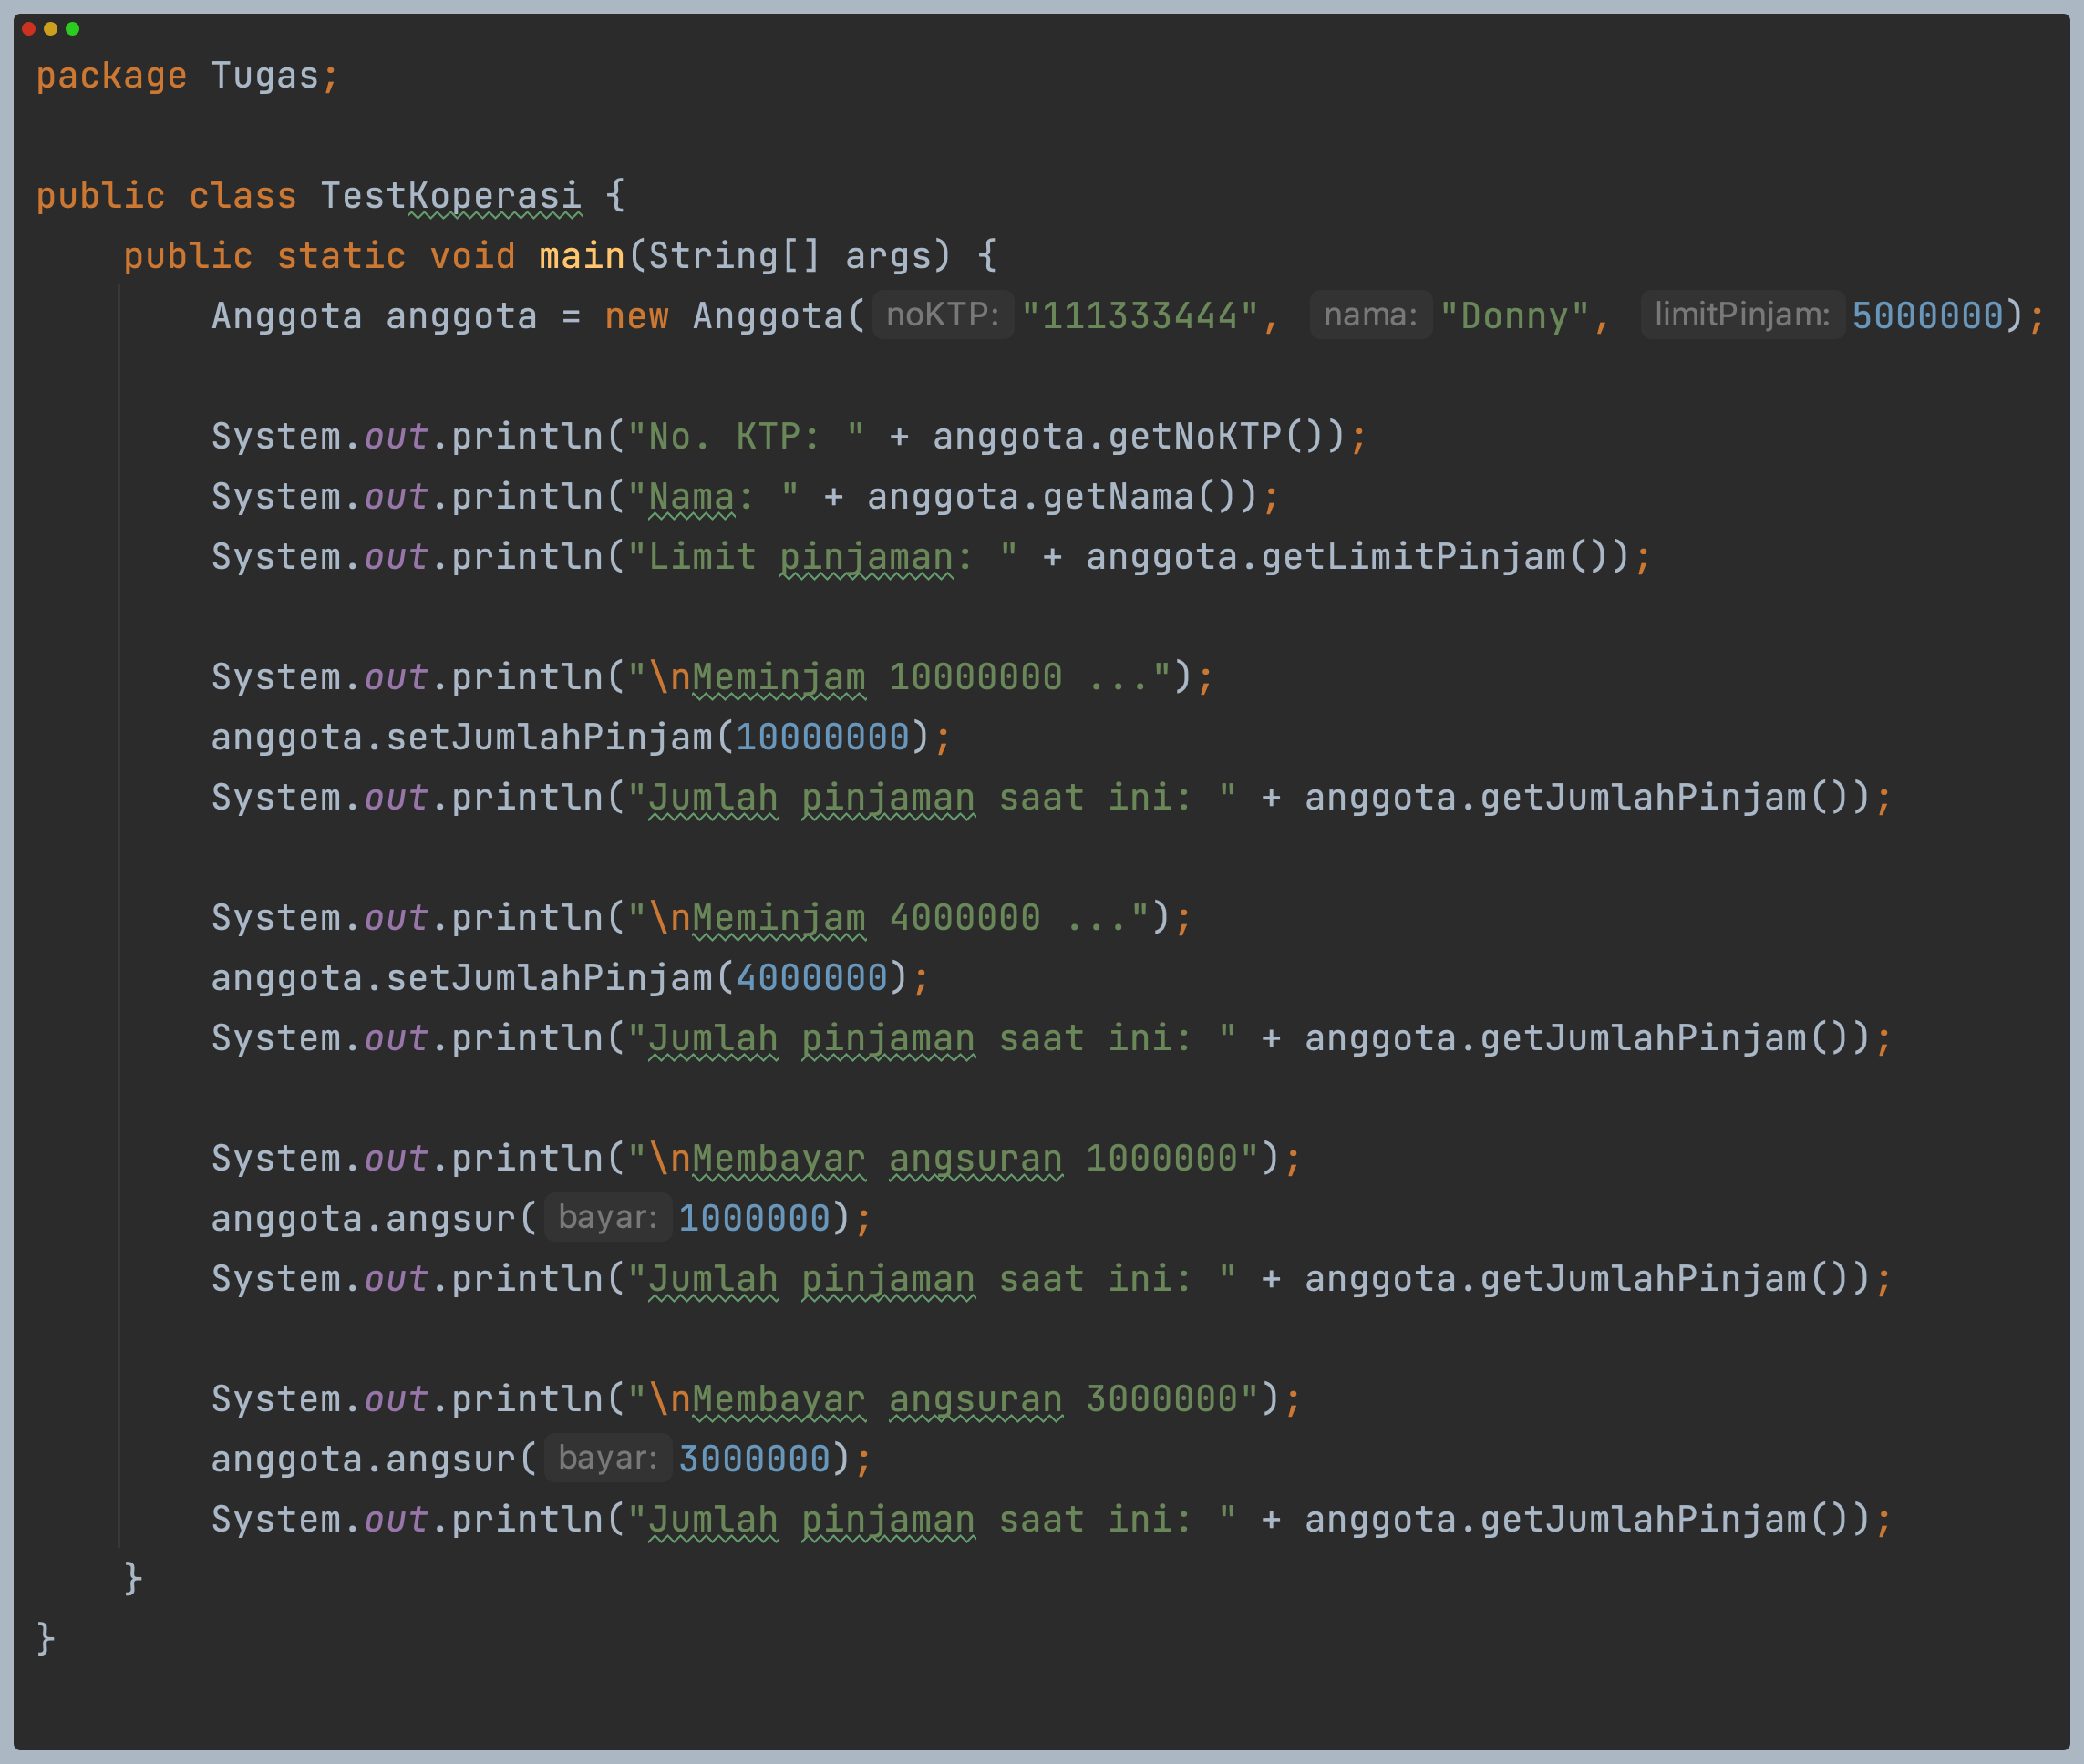 package Tugas;
public class TestKoperasi {
    public static void main(String[] args) {
        Anggota anggota = new Anggota( noKTP: "111333444", nama: "Donny", limitPinjam: 5000000);
        System.out.println("No. KTP: " + anggota.getNoKTP());
        System.out.println("Nama: " + anggota.getNama());
        System.out.println("Limit pinjaman: " + anggota.getLimitPinjam());
        System.out.println("\nMeminjam 10000000 ...");
        anggota.setJumlahPinjam(10000000);
        System.out.println("Jumlah pinjaman saat ini: " + anggota.getJumlahPinjam());
        System.out.println("\nMeminjam 4000000 ...");
        anggota.setJumlahPinjam(4000000);
        System.out.println("Jumlah pinjaman saat ini: " + anggota.getJumlahPinjam());
        System.out.println("\nMembayar angsuran 1000000");
        anggota.angsur( bayar: 1000000);
        System.out.println("Jumlah pinjaman saat ini: " + anggota.getJumlahPinjam());
        System.out.println("\nMembayar angsuran 3000000");
        anggota.angsur( bayar: 3000000);
        System.out.println("Jumlah pinjaman saat ini: " + anggota.getJumlahPinjam());
    }
}